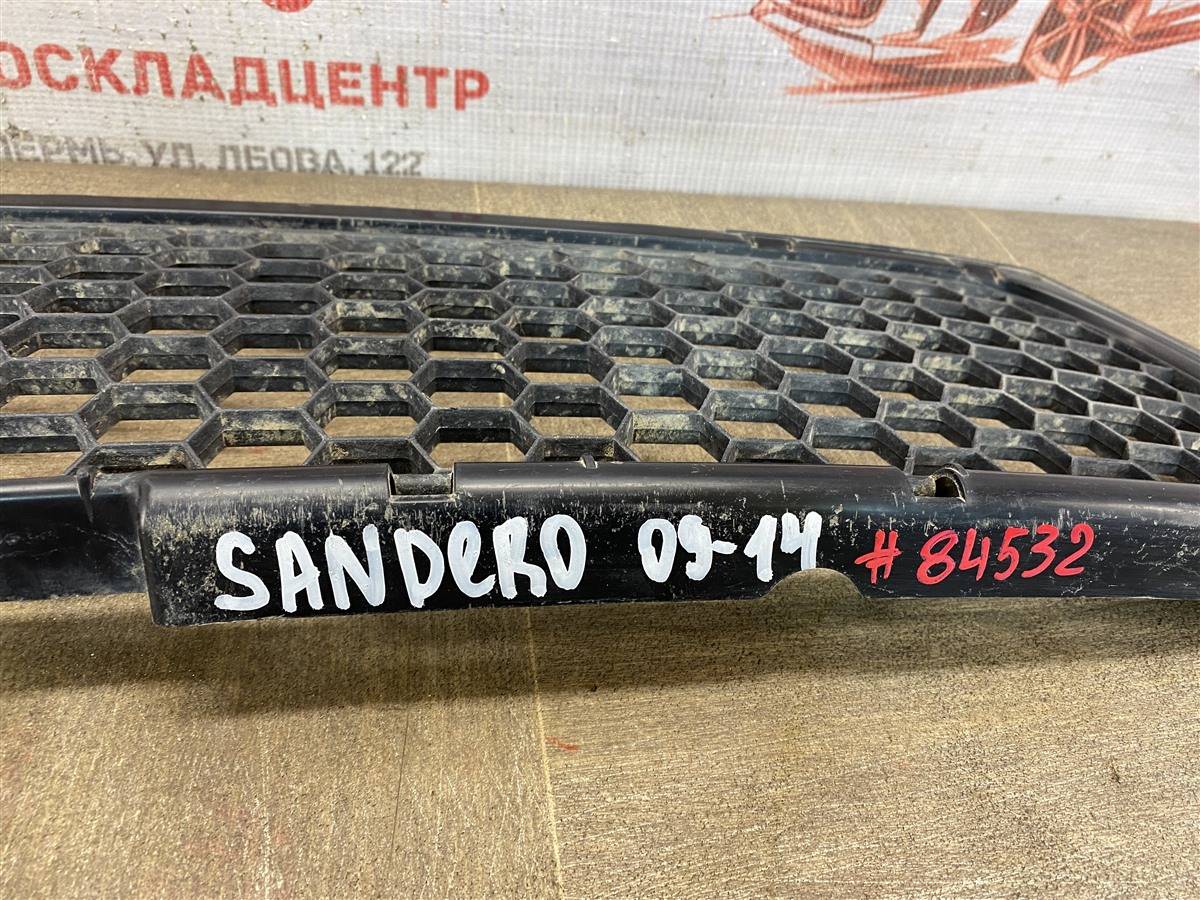 ОСКЛАДЦЕНТР
ПЕРМЬ, УЛ. ЛБОВА, 122
SANDERO 09-14 #84532